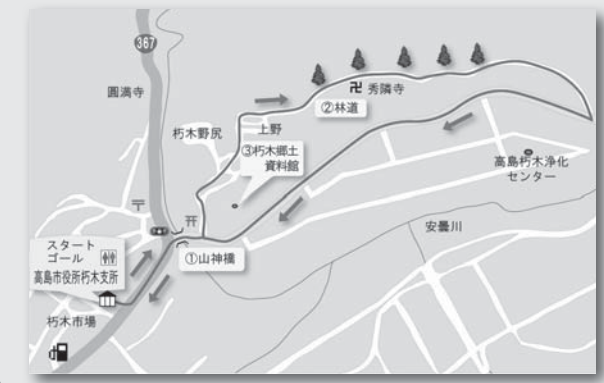 367
圓満寺
卍 秀隣寺
②林道
上野
朽木野尻
③朽木郷土
資料館
高島朽木浄化
センター
安曇川
〒
①山神橋
スタート
ゴール
高島市役所朽木支所
朽木市場